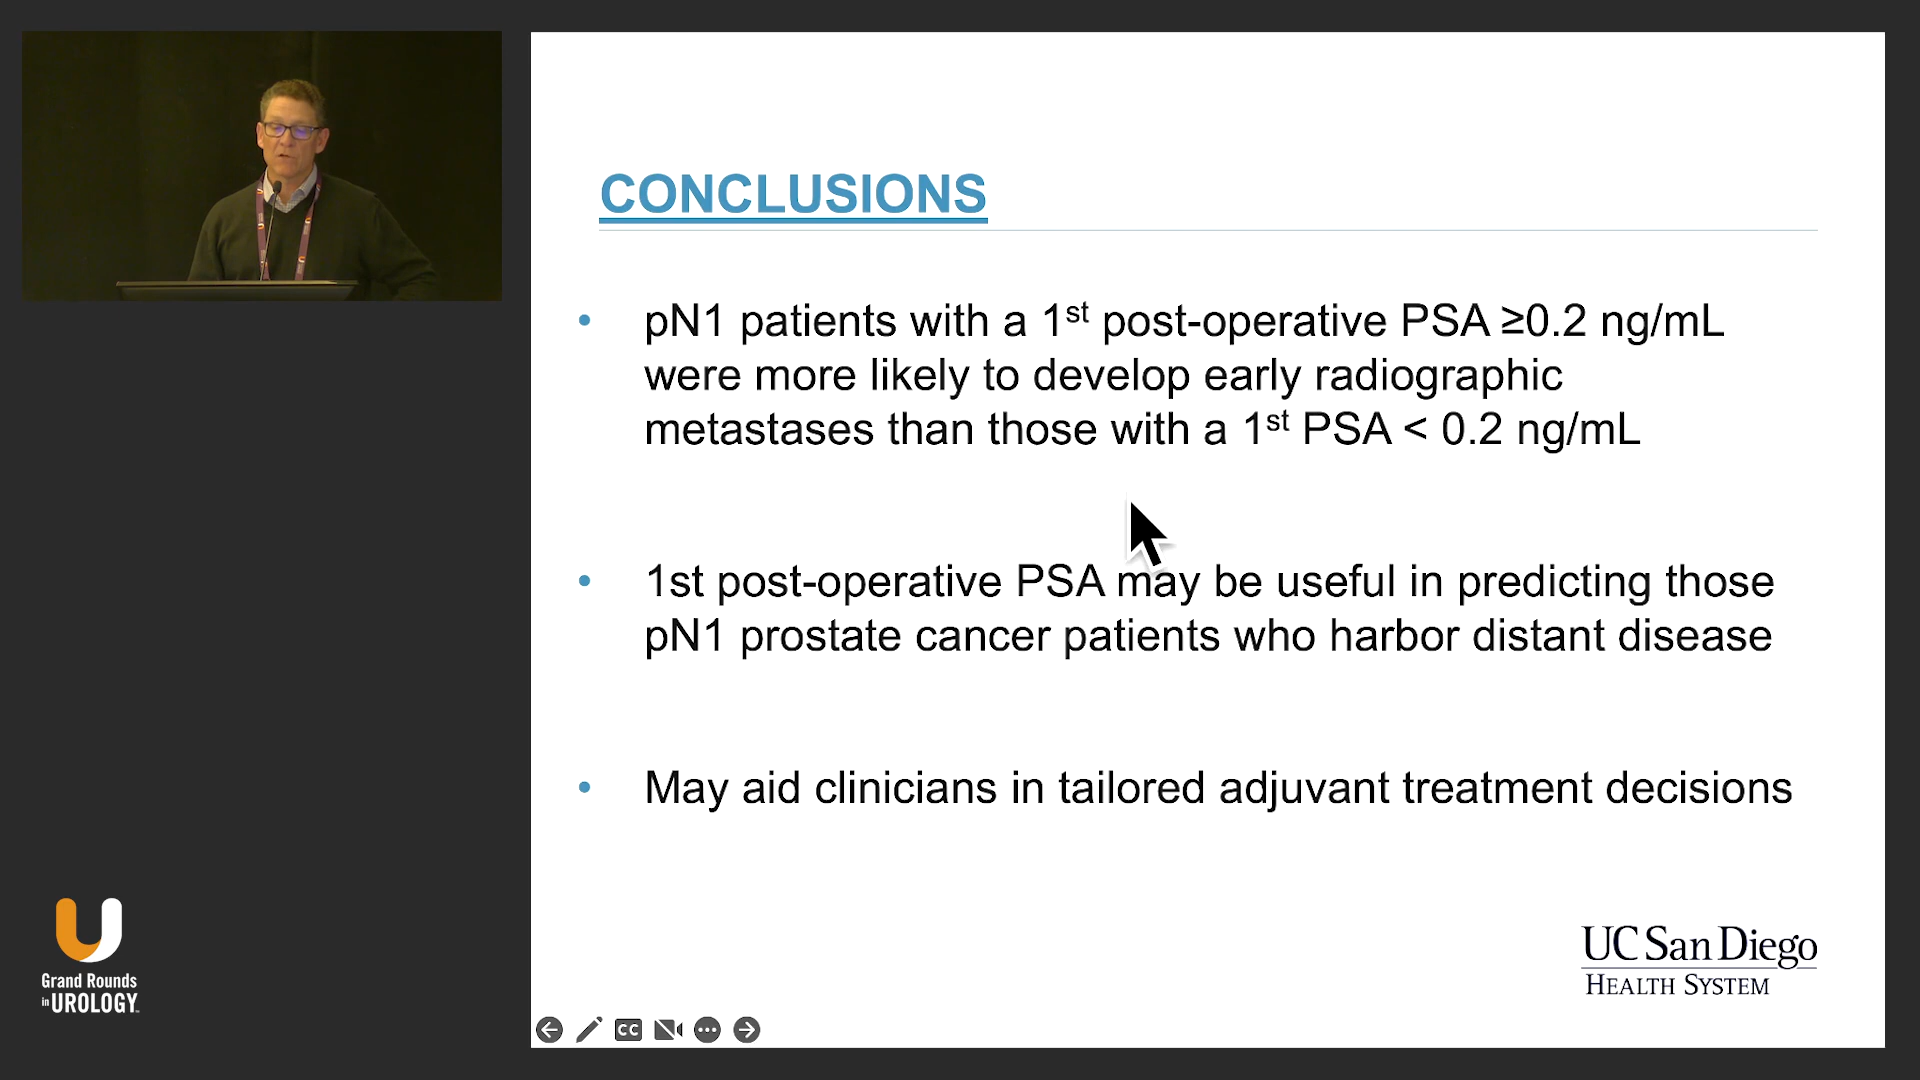 CONCLUSIONS
• pN1 patients with a 1st post-operative PSA ≥0.2 ng/mL
were more likely to develop early radiographic
metastases than those with a 1st PSA < 0.2 ng/mL
• 1st post-operative PSA may be useful in predicting those
pN1 prostate cancer patients who harbor distant disease
• May aid clinicians in tailored adjuvant treatment decisions
UC San Diego
HEALTH SYSTEM
Grand Rounds
in UROLOGY
CC